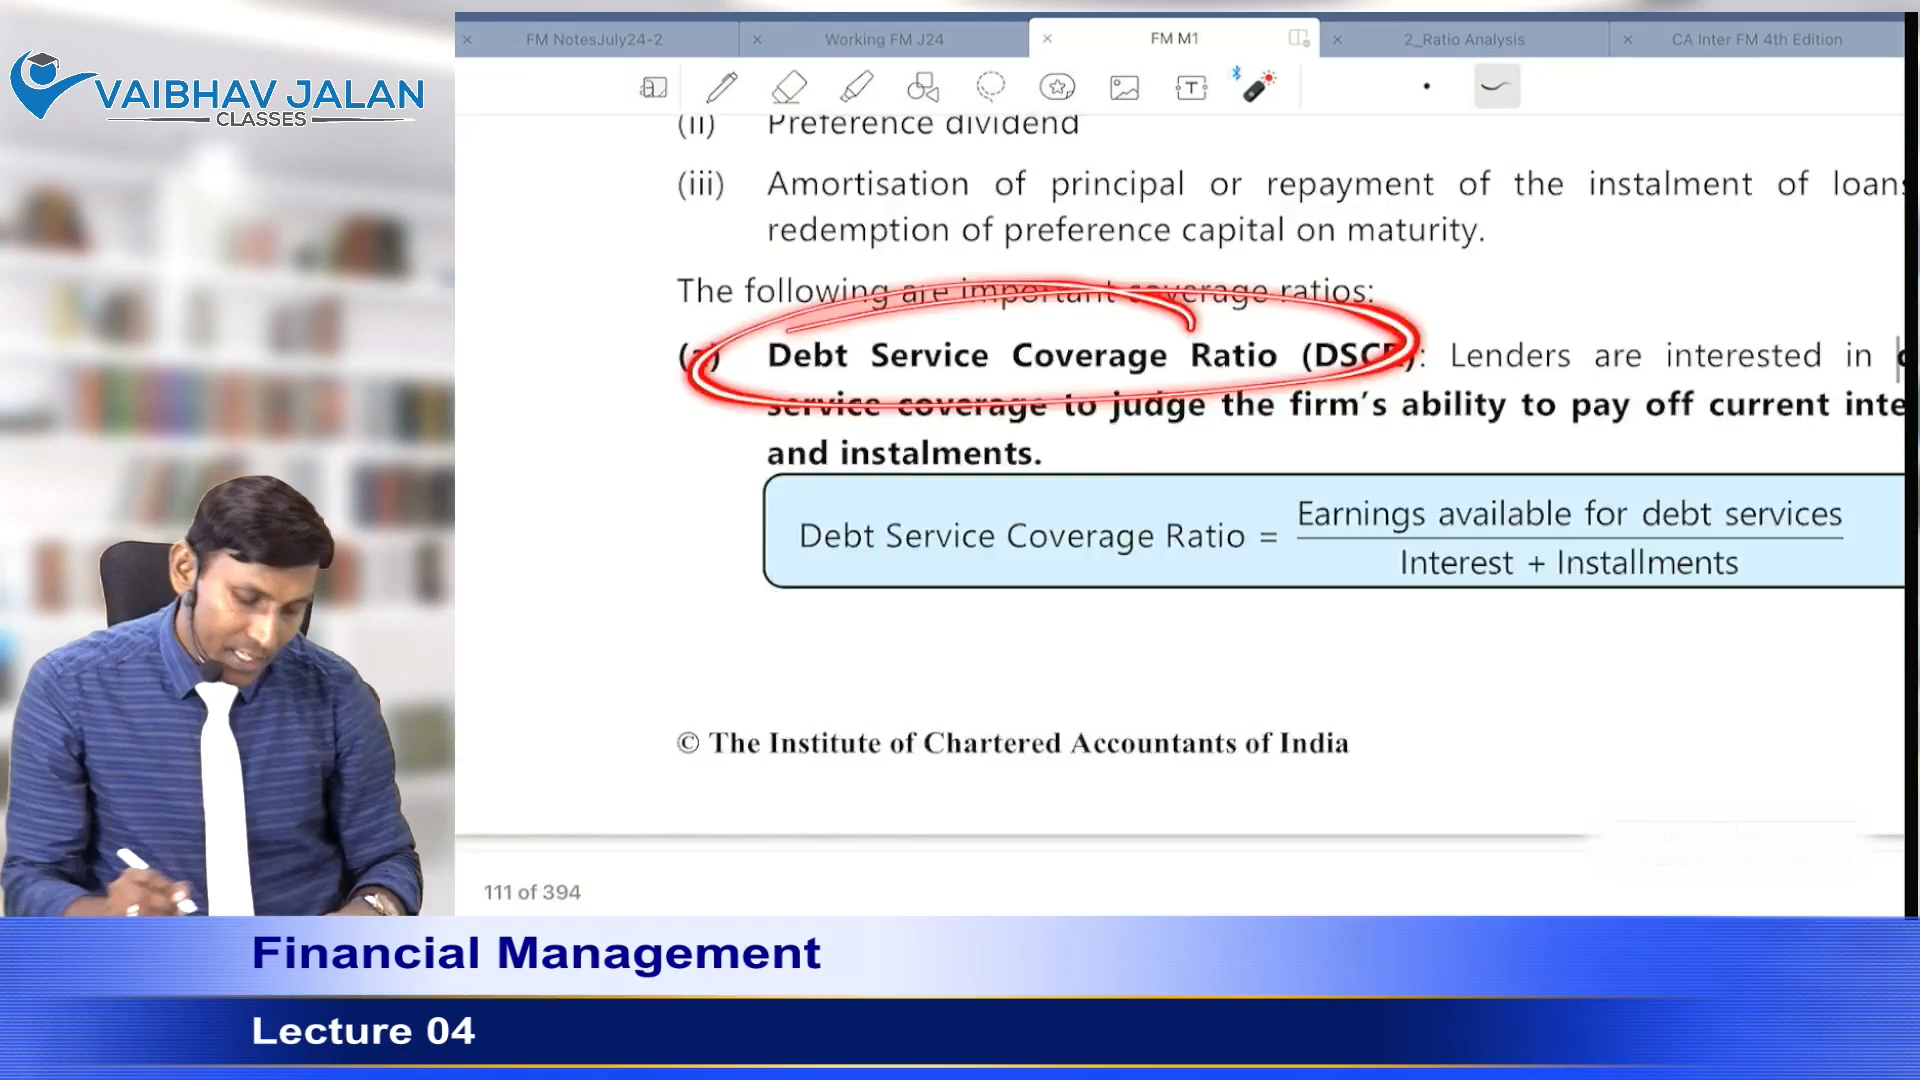 VAIBHAV JALAN
CLASSES
FM NotesJuly24-2
Working FM J24
FM M1
2_Ratio Analysis
CA Inter FM 4th Edition
(ii) Preference dividend
(iii) Amortisation of principal or repayment of the instalment of loans
redemption of preference capital on maturity.
The following are important coverage ratios:
(a) Debt Service Coverage Ratio (DSCR): Lenders are interested in
service coverage to judge the firm's ability to pay off current inte
and instalments.
Debt Service Coverage Ratio = Earnings available for debt services
Interest + Installments
© The Institute of Chartered Accountants of India
111 of 394
Financial Management
Lecture 04